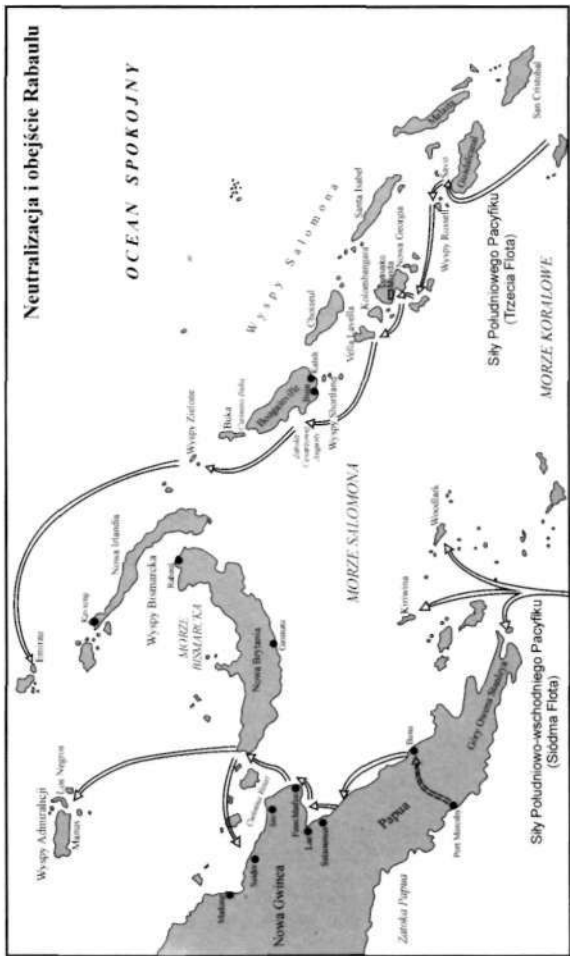 Neutralizacja i obejście Rabaulu
OCEAN SPOKOJNY
Wyspy Admiralicji
Manus
Los Negros
Emirau
Kavieng
Nowa Irlandia
Wyspy Bismarcka
MORZE
BISMARCKA
Rabaul
Nowa Brytania
Gasmata
Wyspy Zielone
Buka
Bougainville
Wyspy Shortland
Choiseul
Wyspy Salomona
Santa Isabel
Vella Lavella
Kolombangara
Munda
Nowa Georgia
Wyspy Russell
Savo
Guadalcanal
Malaita
San Cristobal
Madang
Saidor
Sio
Finschhafen
Lae
Salamaua
Nowa Gwinea
Papua
Buna
Port Moresby
Góry Owena Stanleya
Zatoka Papua
MORZE SALOMONA
Kiriwina
Woodlark
Siły Południowego Pacyfiku
(Trzecia Flota)
MORZE KORALOWE
Siły Południowo-wschodniego Pacyfiku
(Siódma Flota)